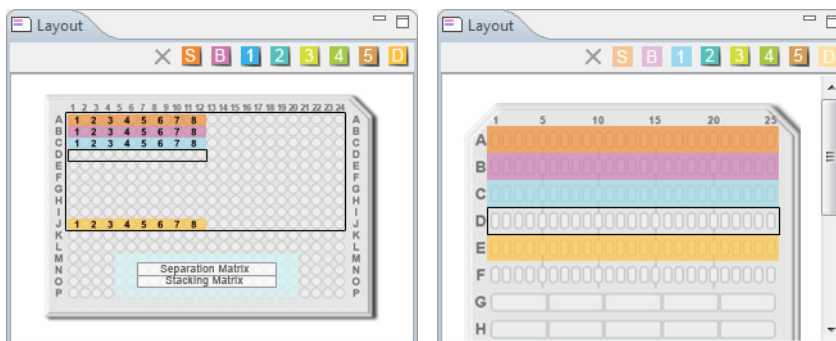 Layout
S B 1 2 3 4 5 D
1 2 3 4 5 6 7 8 9 10 11 12 13 14 15 16 17 18 19 20 21 22 23 24
A 1 2 3 4 5 6 7 8 A
B 1 2 3 4 5 6 7 8 B
C 1 2 3 4 5 6 7 8 C
D D
E E
F F
G G
H H
I I
J 1 2 3 4 5 6 7 8 J
K K
L L
M M
N Separation Matrix N
O Stacking Matrix O
P P
Layout
S B 1 2 3 4 5 D
1 5 10 15 20 25
A
B
C
D
E
F
G
H